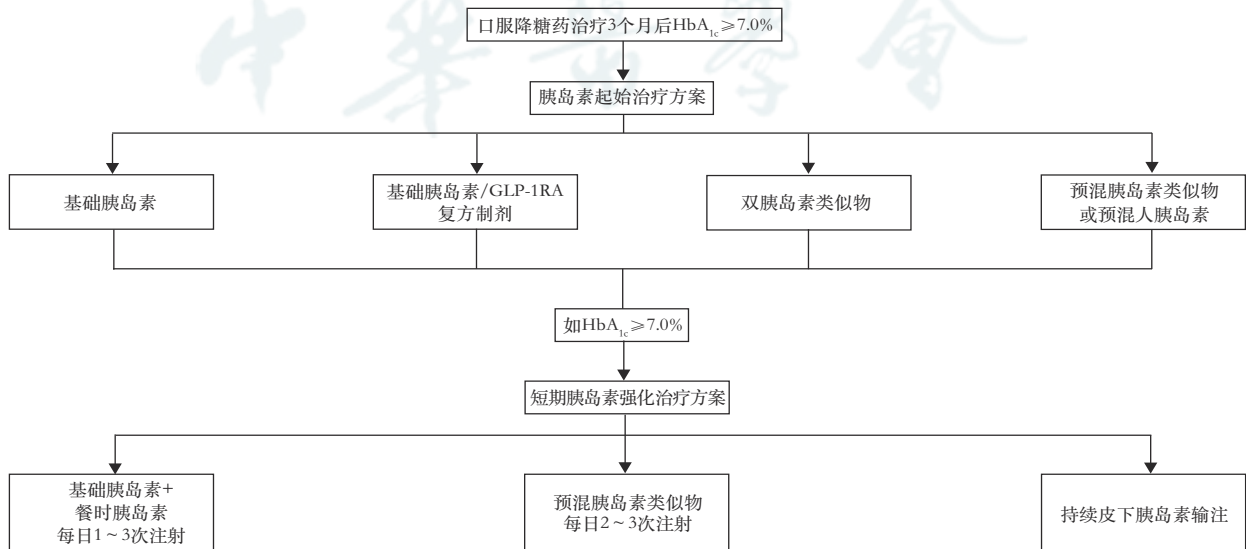 中華醫學會
口服降糖药治疗3个月后HbA1c≥7.0%
胰岛素起始治疗方案
基础胰岛素
基础胰岛素/GLP-1RA
复方制剂
双胰岛素类似物
预混胰岛素类似物
或预混人胰岛素
如HbA1c≥7.0%
短期胰岛素强化治疗方案
基础胰岛素+
餐时胰岛素
每日1～3次注射
预混胰岛素类似物
每日2～3次注射
持续皮下胰岛素输注